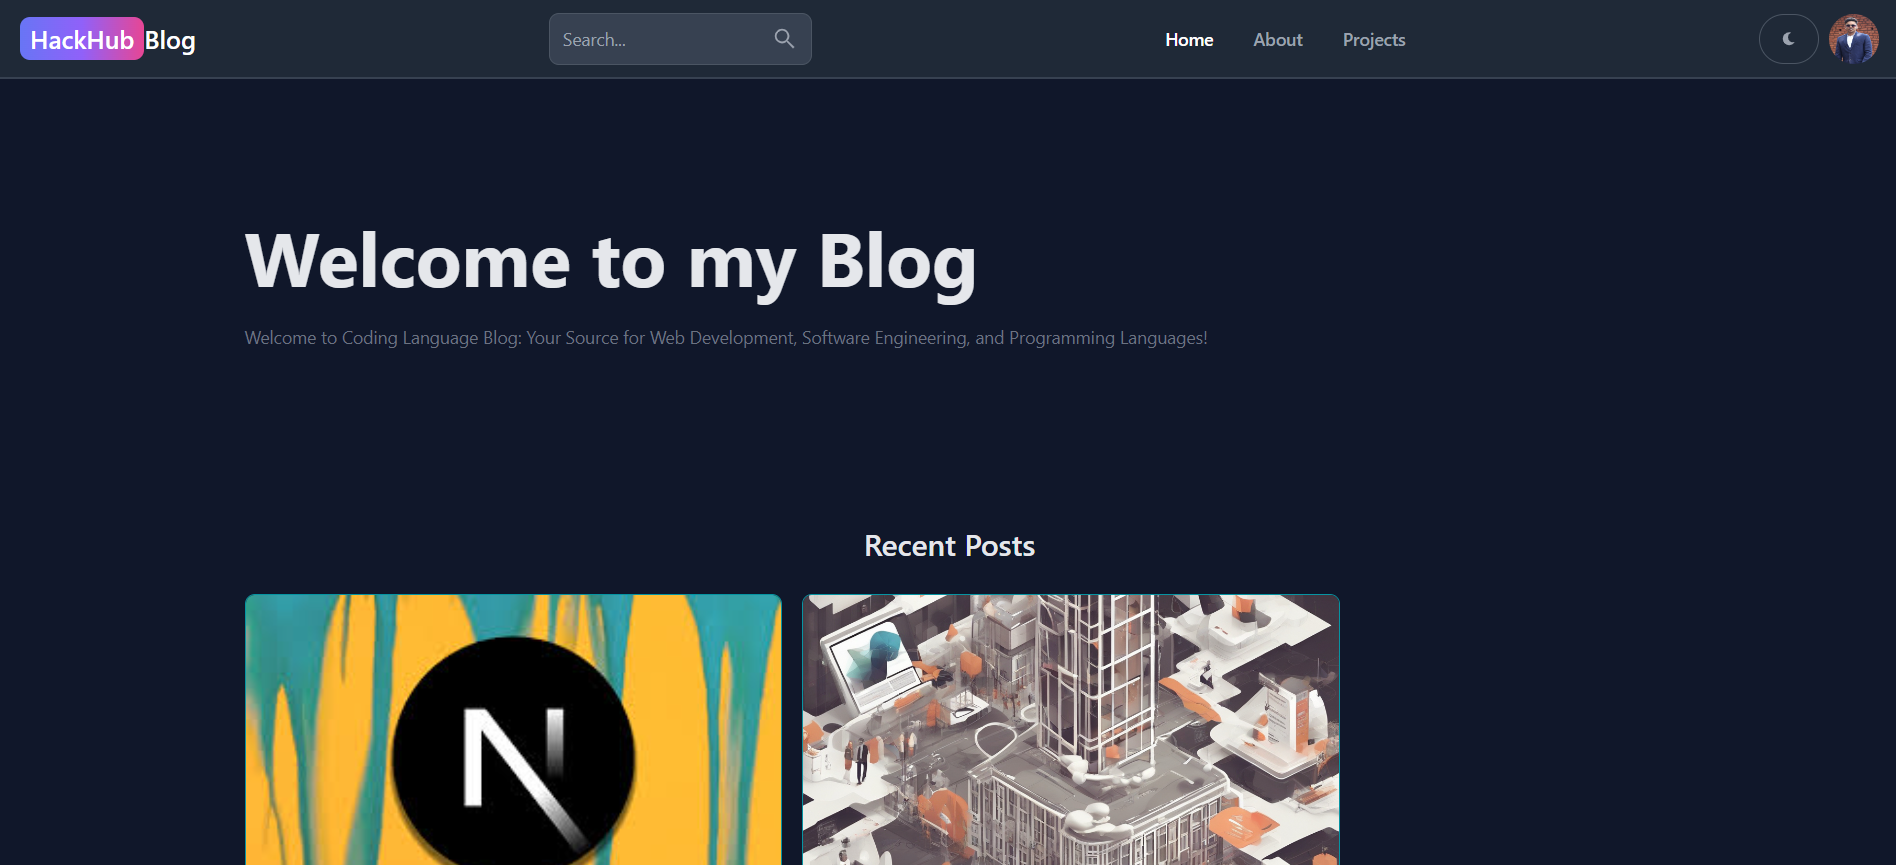 HackHub Blog
Search...
Home About Projects
Welcome to my Blog
Welcome to Coding Language Blog: Your Source for Web Development, Software Engineering, and Programming Languages!
Recent Posts
N